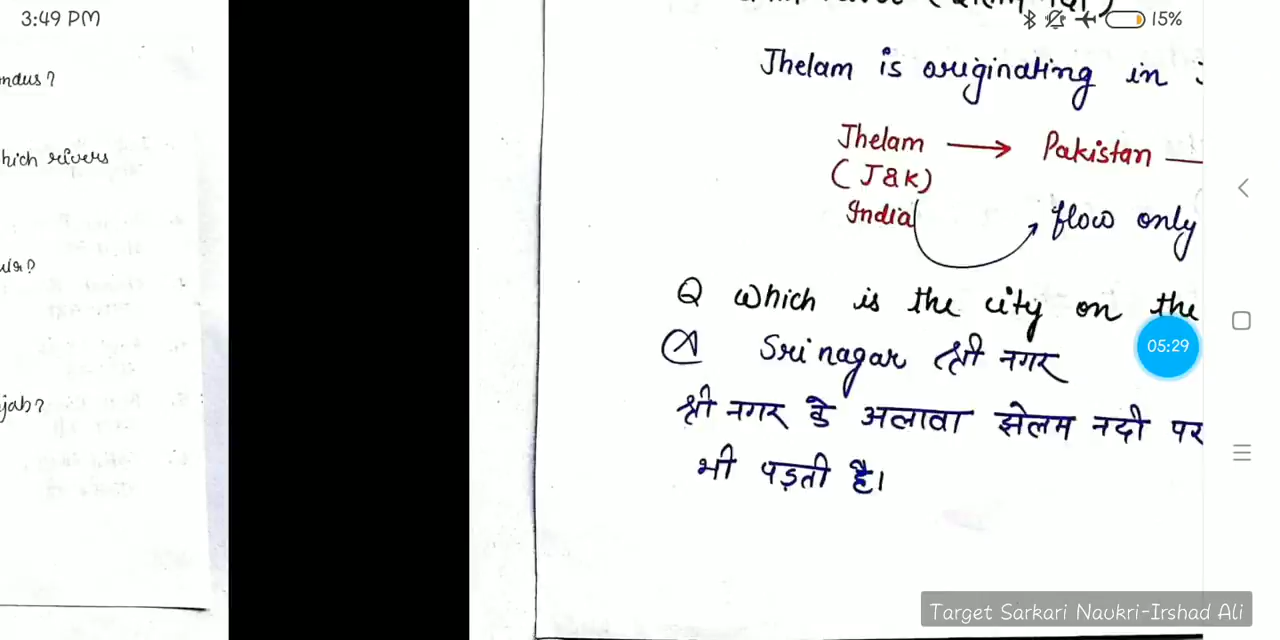 3:49 PM
15%
ndus?
hich rivers
jab?
Jhelam is originating in
Jhelam → Pakistan —
(J&K)
India
flow only
Q which is the city on the
A Srinagar श्री नगर
05:29
श्री नगर के अलावा झेलम नदी पर
भी पड़ती है।
Target Sarkari Naukri-Irshad Ali